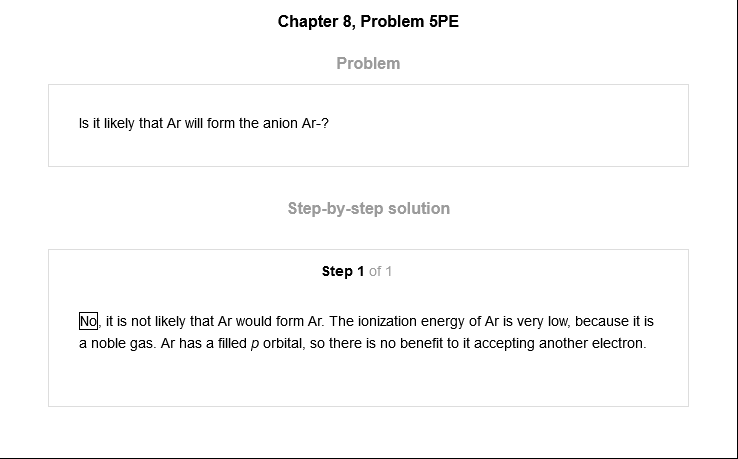 Chapter 8, Problem 5PE
Problem
Is it likely that Ar will form the anion Ar-?
Step-by-step solution
Step 1 of 1
No, it is not likely that Ar would form Ar. The ionization energy of Ar is very low, because it is
a noble gas. Ar has a filled p orbital, so there is no benefit to it accepting another electron.